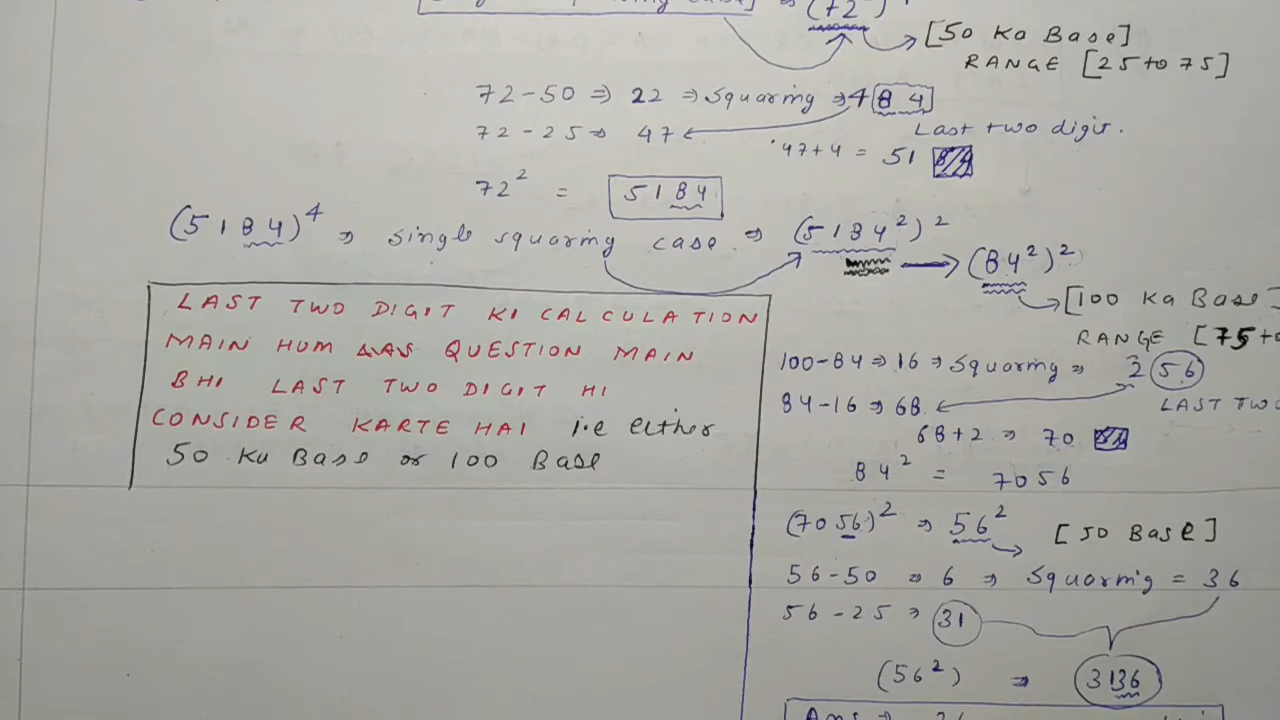 (72
[50 Ka Base]
RANGE [25 to 75]
72-50 ⇒ 22 ⇒ Squaring ⇒ 484
72-25 ⇒ 47
Last two digit.
47+4 = 51
72² = 5184
(5184)⁴ ⇒ single squaring case ⇒ (5184²)²
(84²)²
[100 Ka Base]
RANGE [75 to
LAST TWO DIGIT KI CALCULATION
MAIN HUM QUESTION MAIN
BHI LAST TWO DIGIT HI
CONSIDER KARTE HAI i.e either
50 Ka Base or 100 Base
100-84 ⇒ 16 ⇒ Squaring ⇒ 256
84-16 ⇒ 68
LAST TWO
68+2 ⇒ 70
84² = 7056
(7056)² ⇒ 56² [50 Base]
56-50 ⇒ 6 ⇒ Squaring = 36
56-25 ⇒ 31
(56²) ⇒ 3136